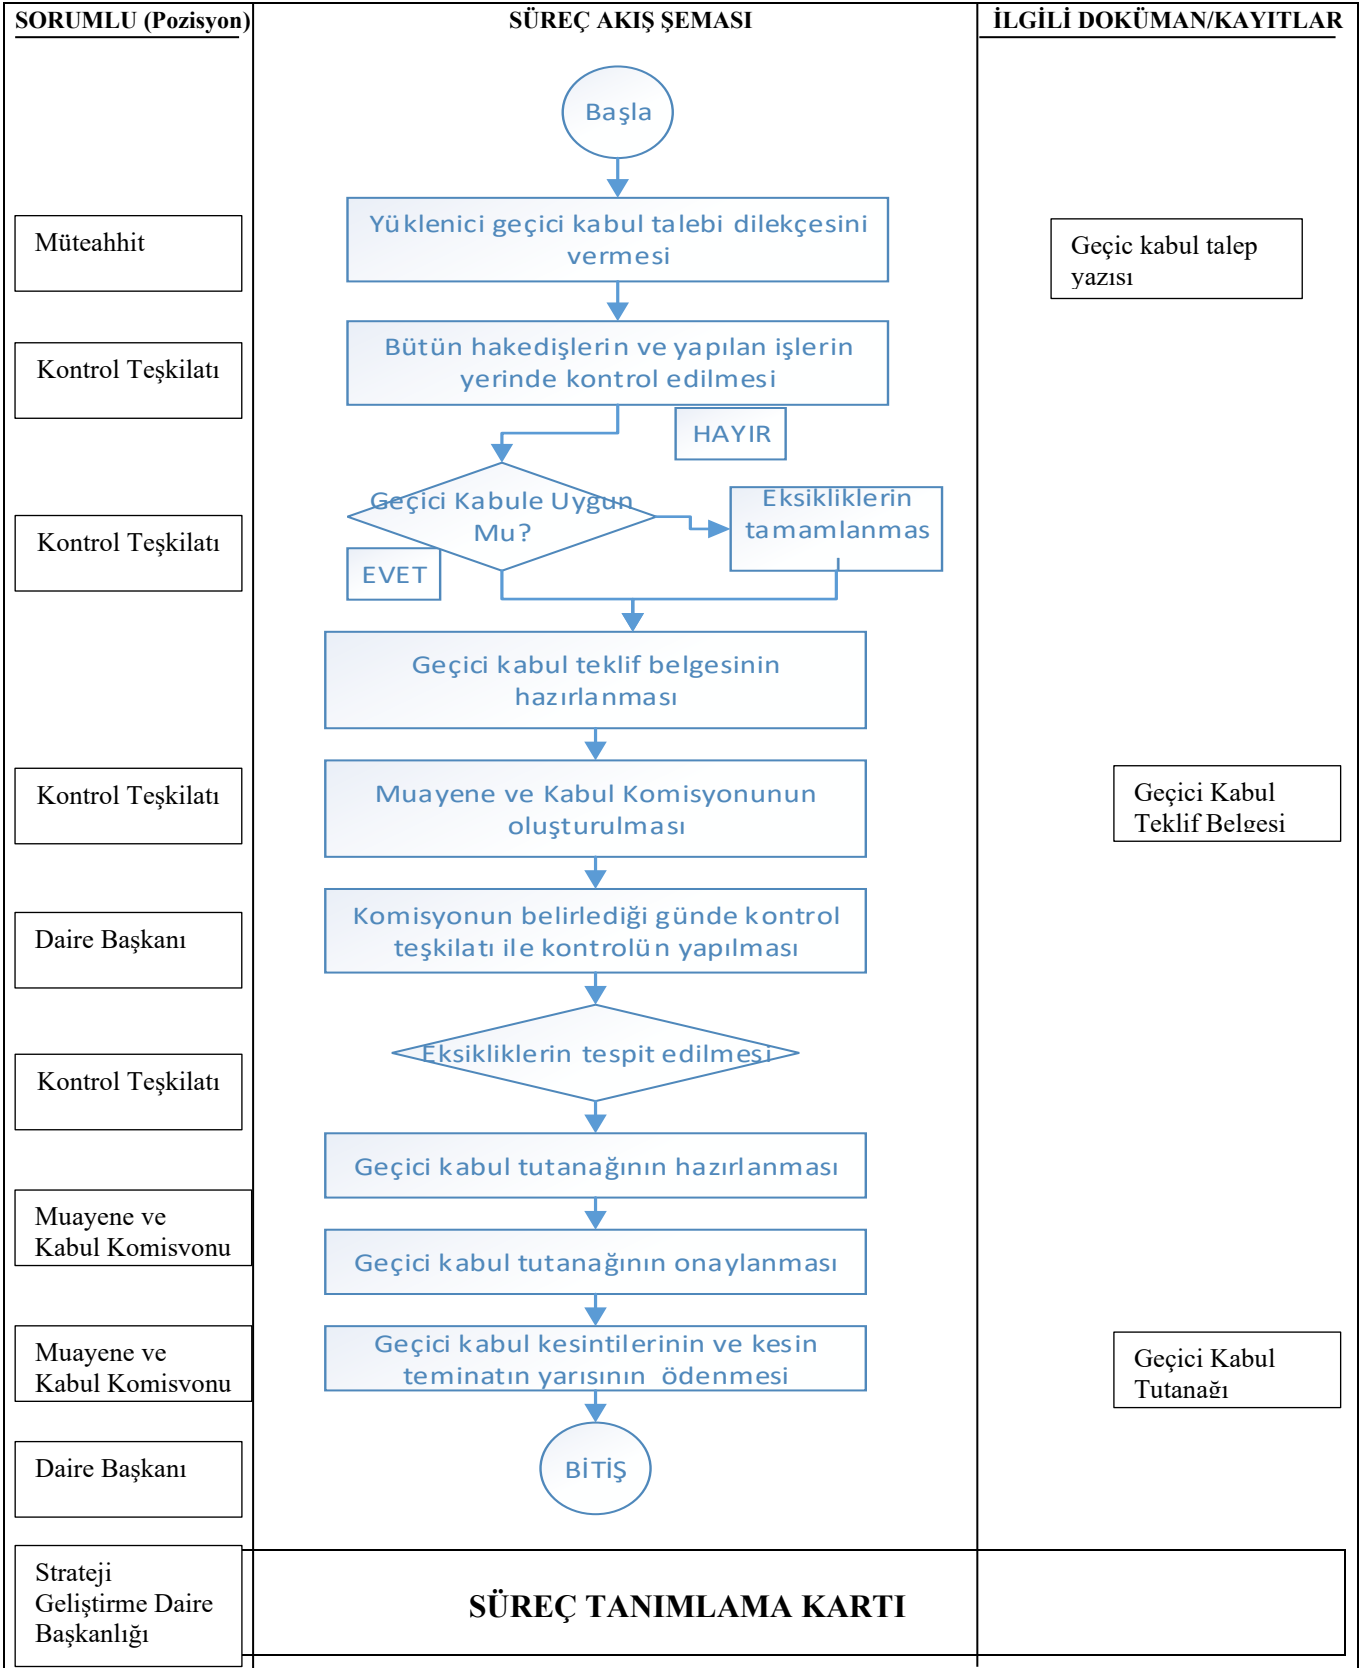 SORUMLU (Pozisyon)
SÜREÇ AKIŞ ŞEMASI
İLGİLİ DOKÜMAN/KAYITLAR
Başla
Müteahhit
Yüklenici geçici kabul talebi dilekçesini
vermesi
Geçic kabul talep
yazısı
Kontrol Teşkilatı
Bütün hakedişlerin ve yapılan işlerin
yerinde kontrol edilmesi
HAYIR
Kontrol Teşkilatı
Geçici Kabule Uygun
Mu?
Eksikliklerin
tamamlanmas
ı
EVET
Geçici kabul teklif belgesinin
hazırlanması
Kontrol Teşkilatı
Muayene ve Kabul Komisyonunun
oluşturulması
Geçici Kabul
Teklif Belgesi
Daire Başkanı
Komisyonun belirlediği günde kontrol
teşkilatı ile kontrolün yapılması
Kontrol Teşkilatı
Eksikliklerin tespit edilmesi
Geçici kabul tutanağının hazırlanması
Muayene ve
Kabul Komisyonu
Geçici kabul tutanağının onaylanması
Muayene ve
Kabul Komisyonu
Geçici kabul kesintilerinin ve kesin
teminatın yarısının ödenmesi
Geçici Kabul
Tutanağı
Daire Başkanı
BİTİŞ
Strateji
Geliştirme Daire
Başkanlığı
SÜREÇ TANIMLAMA KARTI